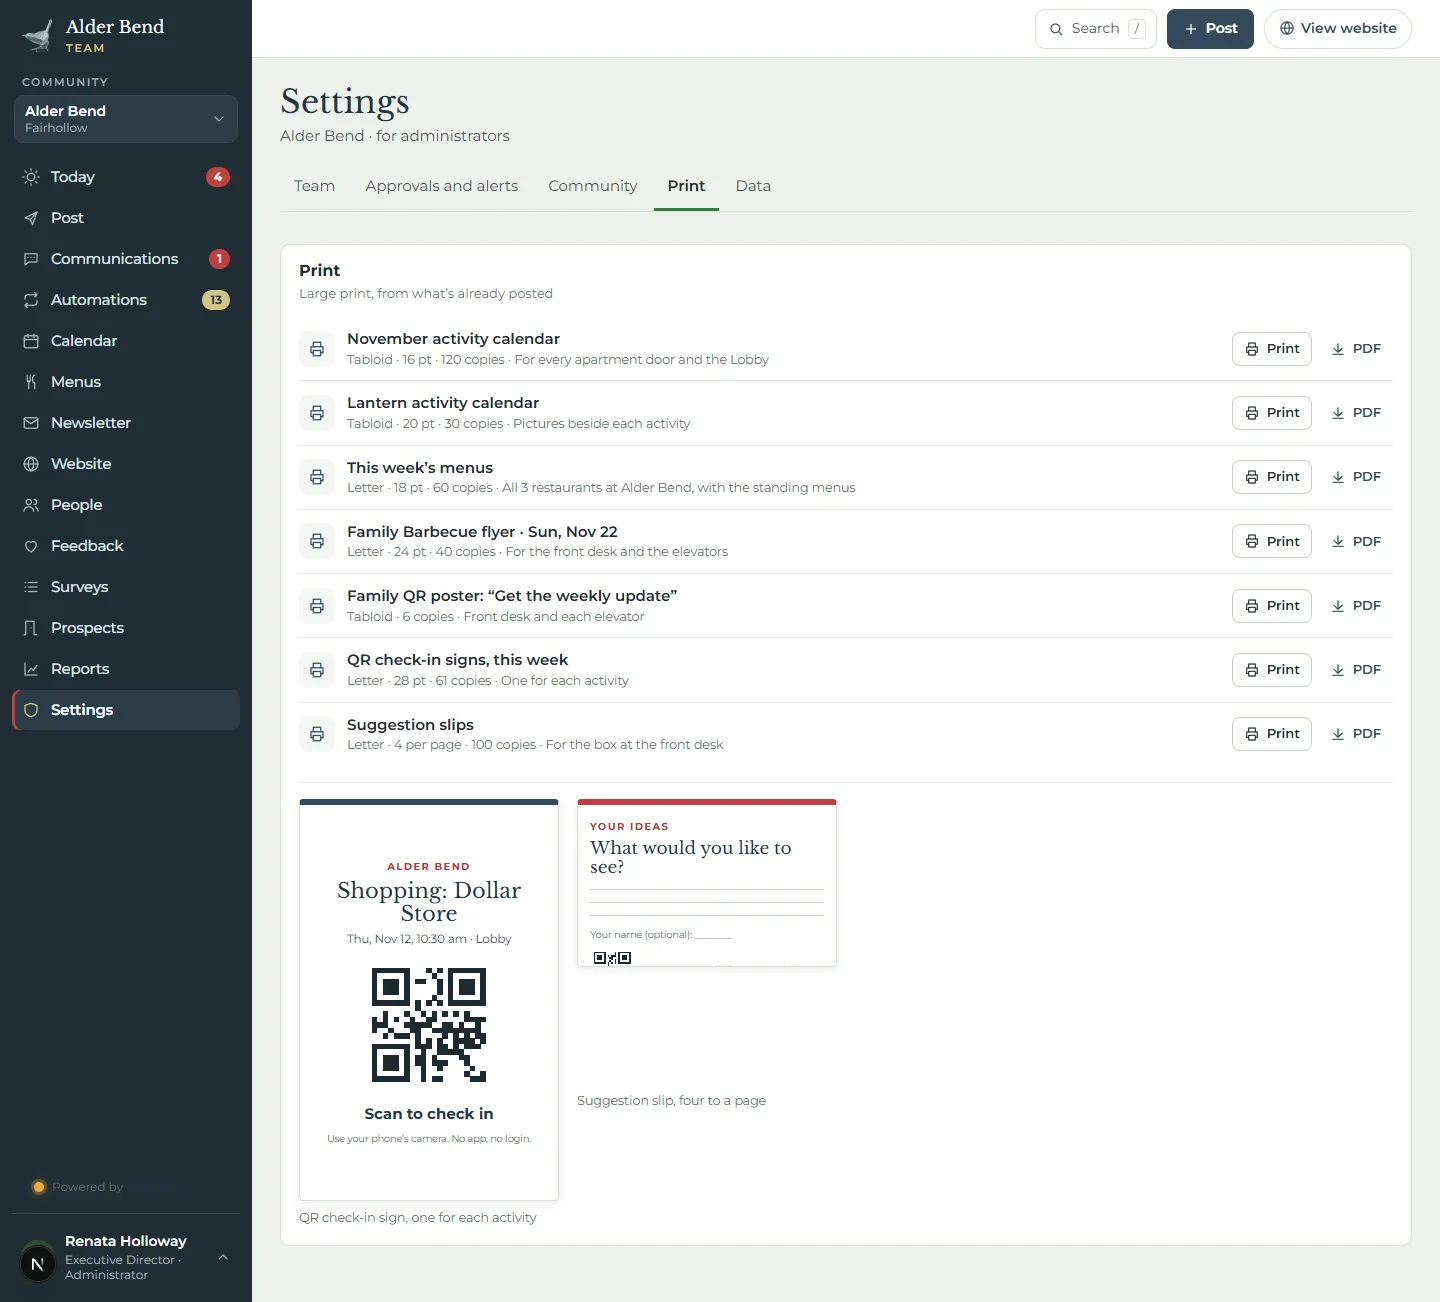 Alder Bend
TEAM
COMMUNITY
Alder Bend
Fairhollow
Today 4
Post
Communications 1
Automations 13
Calendar
Menus
Newsletter
Website
People
Feedback
Surveys
Prospects
Reports
Settings
Powered by
N
Renata Holloway
Executive Director ·
Administrator
Search /
+ Post
View website
Settings
Alder Bend · for administrators
Team Approvals and alerts Community Print Data
Print
Large print, from what’s already posted
November activity calendar
Tabloid · 16 pt · 120 copies · For every apartment door and the Lobby
Print PDF
Lantern activity calendar
Tabloid · 20 pt · 30 copies · Pictures beside each activity
Print PDF
This week’s menus
Letter · 18 pt · 60 copies · All 3 restaurants at Alder Bend, with the standing menus
Print PDF
Family Barbecue flyer · Sun, Nov 22
Letter · 24 pt · 40 copies · For the front desk and the elevators
Print PDF
Family QR poster: “Get the weekly update”
Tabloid · 6 copies · Front desk and each elevator
Print PDF
QR check-in signs, this week
Letter · 28 pt · 61 copies · One for each activity
Print PDF
Suggestion slips
Letter · 4 per page · 100 copies · For the box at the front desk
Print PDF
ALDER BEND
Shopping: Dollar
Store
Thu, Nov 12, 10:30 am · Lobby
Scan to check in
Use your phone’s camera. No app, no login.
QR check-in sign, one for each activity
YOUR IDEAS
What would you like to
see?
Your name (optional): ________
Suggestion slip, four to a page